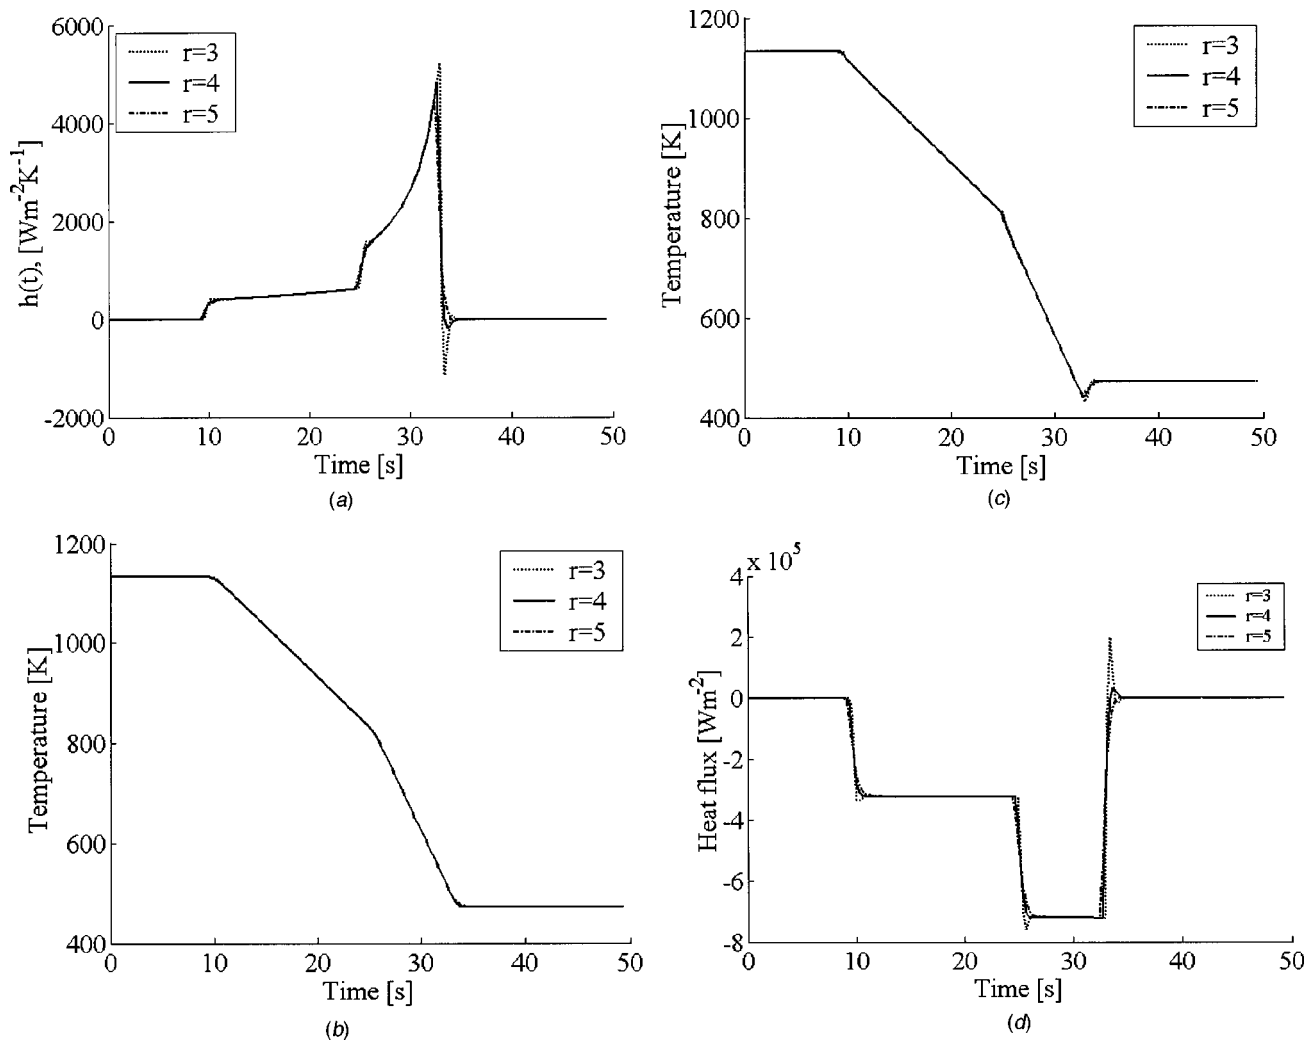 6000
4000
2000
0
-2000
h(t), [Wm-2K-1]
r=3
r=4
r=5
0 10 20 30 40 50
Time [s]
(a)
1200
1000
800
600
400
Temperature [K]
r=3
r=4
r=5
0 10 20 30 40 50
Time [s]
(c)
1200
1000
800
600
400
Temperature [K]
r=3
r=4
r=5
0 10 20 30 40 50
Time [s]
(b)
x 10^5
4
2
0
-2
-4
-6
-8
Heat flux [Wm-2]
r=3
r=4
r=5
0 10 20 30 40 50
Time [s]
(d)